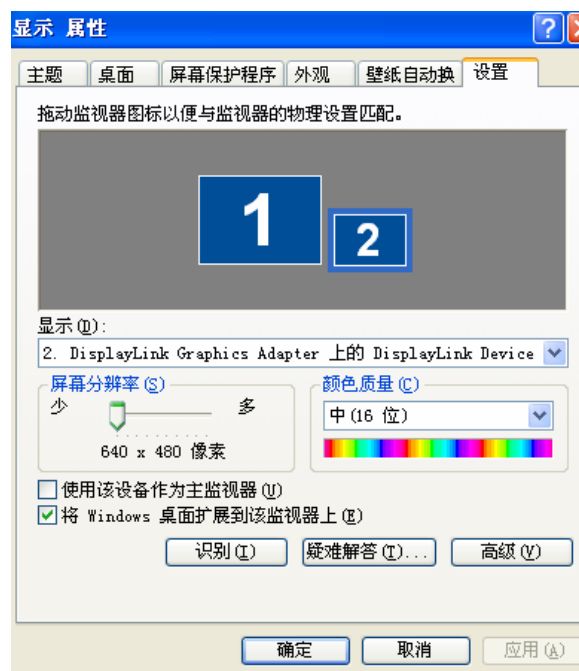 显示 属性
主题 桌面 屏幕保护程序 外观 壁纸自动换 设置
拖动监视器图标以便与监视器的物理设置匹配。
1
2
显示(D):
2. DisplayLink Graphics Adapter 上的 DisplayLink Device
屏幕分辨率(S) 颜色质量(C)
少 多 中(16 位)
640 x 480 像素
使用该设备作为主监视器(U)
将 Windows 桌面扩展到该监视器上(E)
识别(I) 疑难解答(T)... 高级(V)
确定 取消 应用(A)